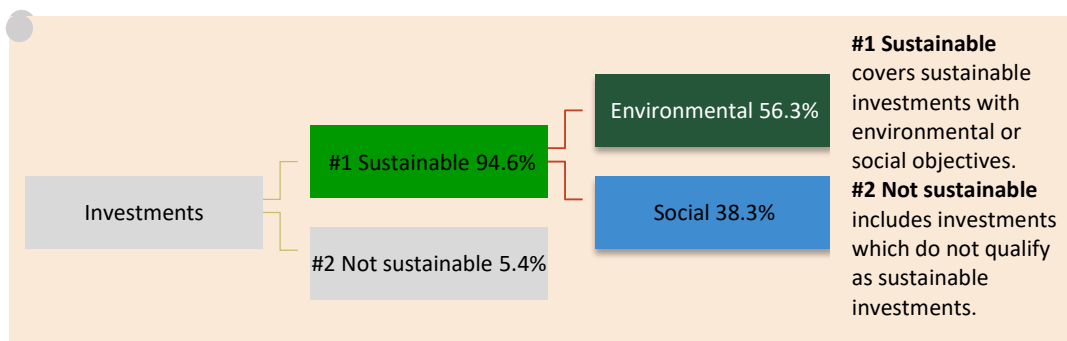 Investments
#1 Sustainable 94.6%
#2 Not sustainable 5.4%
Environmental 56.3%
Social 38.3%
#1 Sustainable
covers sustainable
investments with
environmental or
social objectives.
#2 Not sustainable
includes investments
which do not qualify
as sustainable
investments.